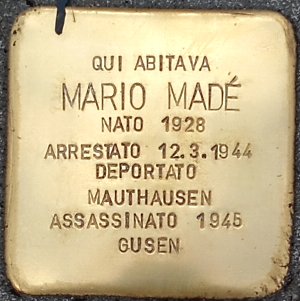 QUI ABITAVA
MARIO MADÉ
NATO 1928
ARRESTATO 12.3.1944
DEPORTATO
MAUTHAUSEN
ASSASSINATO 1945
GUSEN